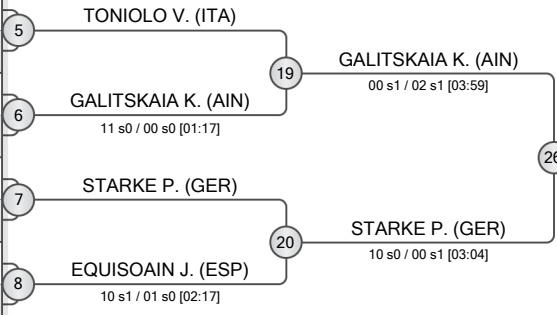 TONIOLO V. (ITA)
5
19
GALITSKAIA K. (AIN)
00 s1 / 02 s1 [03:59]
GALITSKAIA K. (AIN)
6
11 s0 / 00 s0 [01:17]
26
STARKE P. (GER)
7
20
STARKE P. (GER)
10 s0 / 00 s1 [03:04]
EQUISOAIN J. (ESP)
8
10 s1 / 01 s0 [02:17]